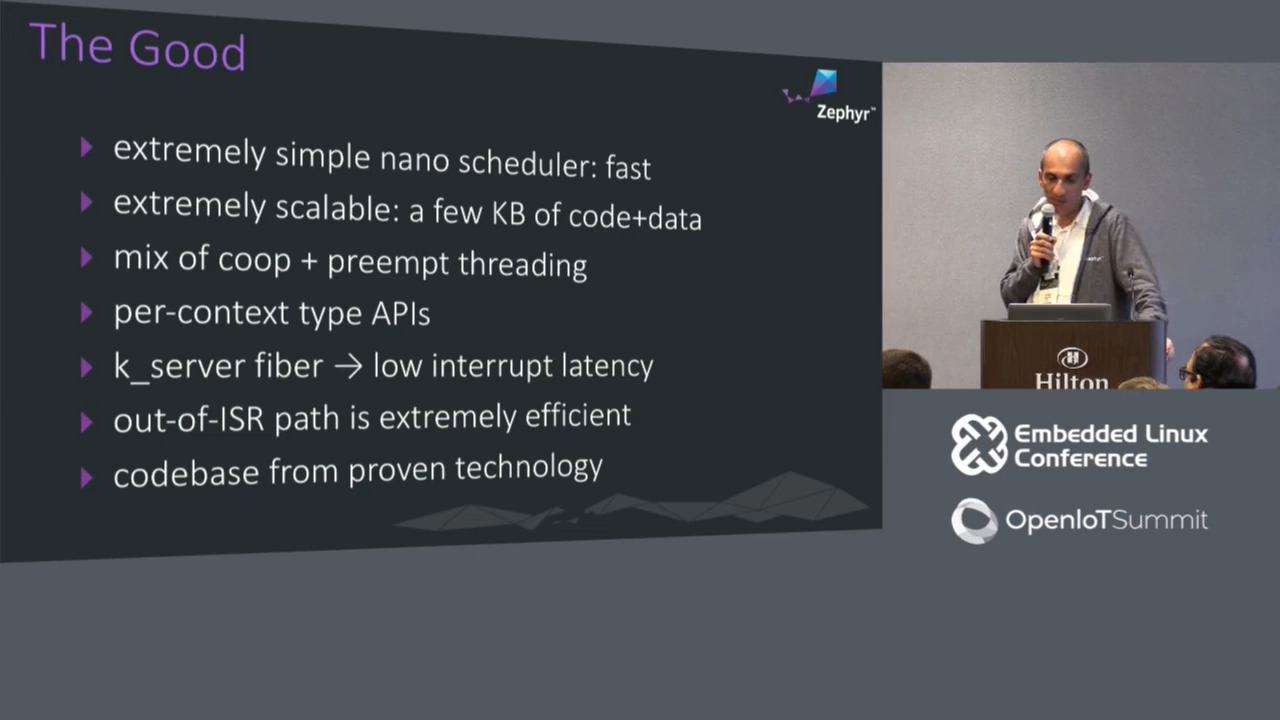 The Good
Zephyr™
extremely simple nano scheduler: fast
extremely scalable: a few KB of code+data
mix of coop + preempt threading
per-context type APIs
k_server fiber → low interrupt latency
out-of-ISR path is extremely efficient
codebase from proven technology
Hilton
Embedded Linux
Conference
OpenIoTSummit